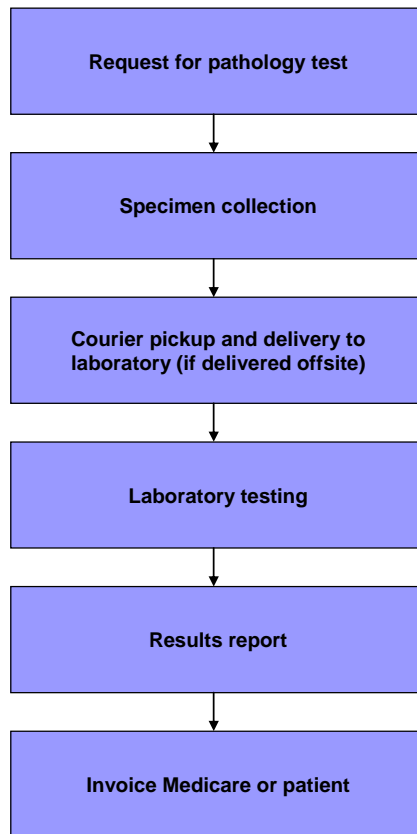 Request for pathology test
Specimen collection
Courier pickup and delivery to
laboratory (if delivered offsite)
Laboratory testing
Results report
Invoice Medicare or patient